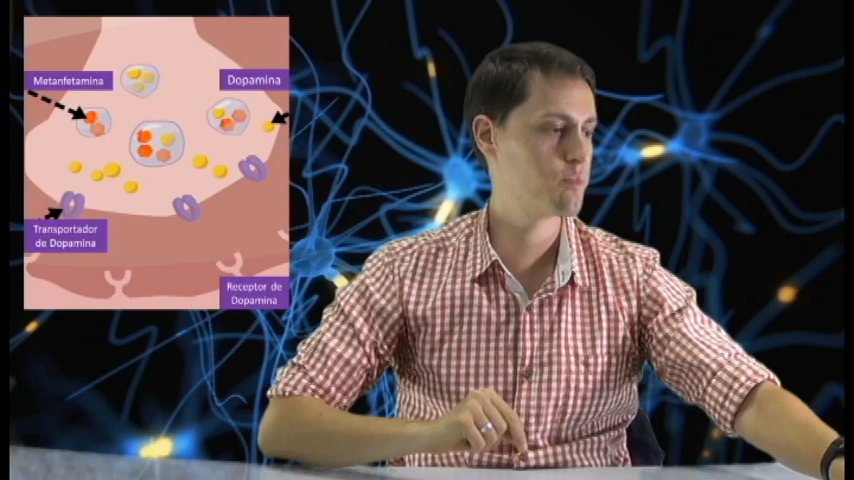 Metanfetamina
Dopamina
Transportador
de Dopamina
Receptor de
Dopamina